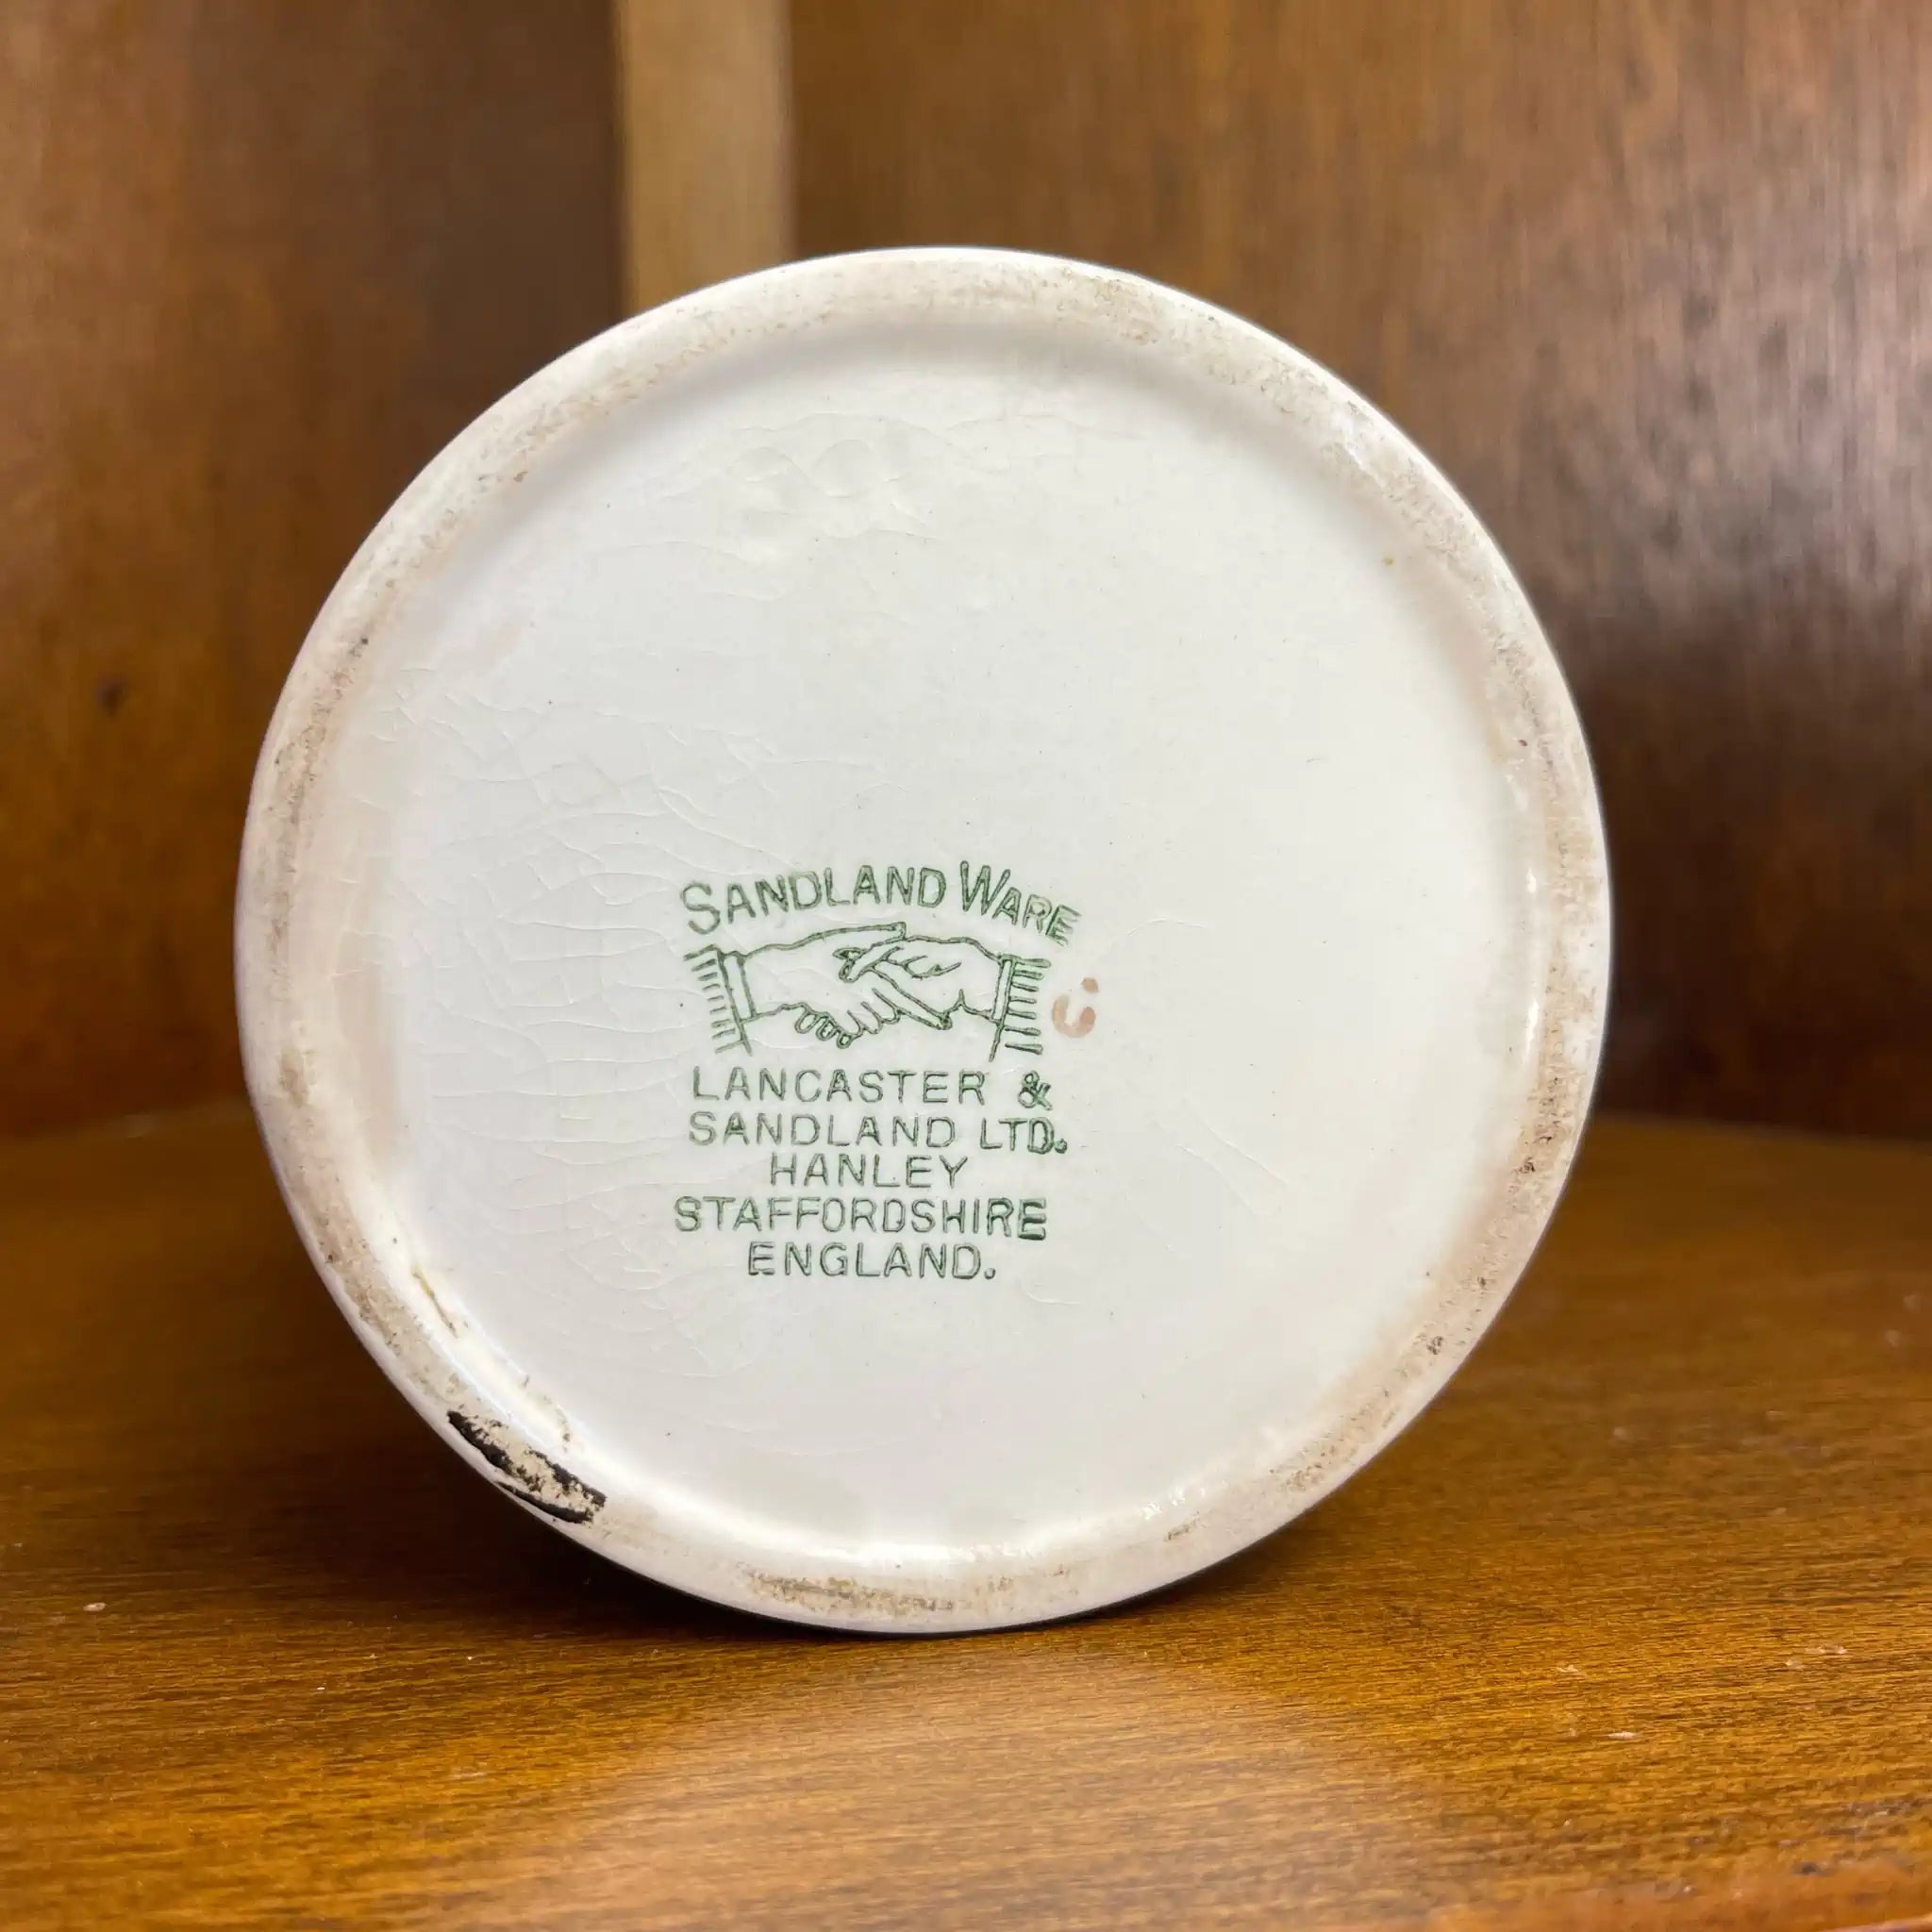 SANDLAND WARE
LANCASTER &
SANDLAND LTD.
HANLEY
STAFFORDSHIRE
ENGLAND.